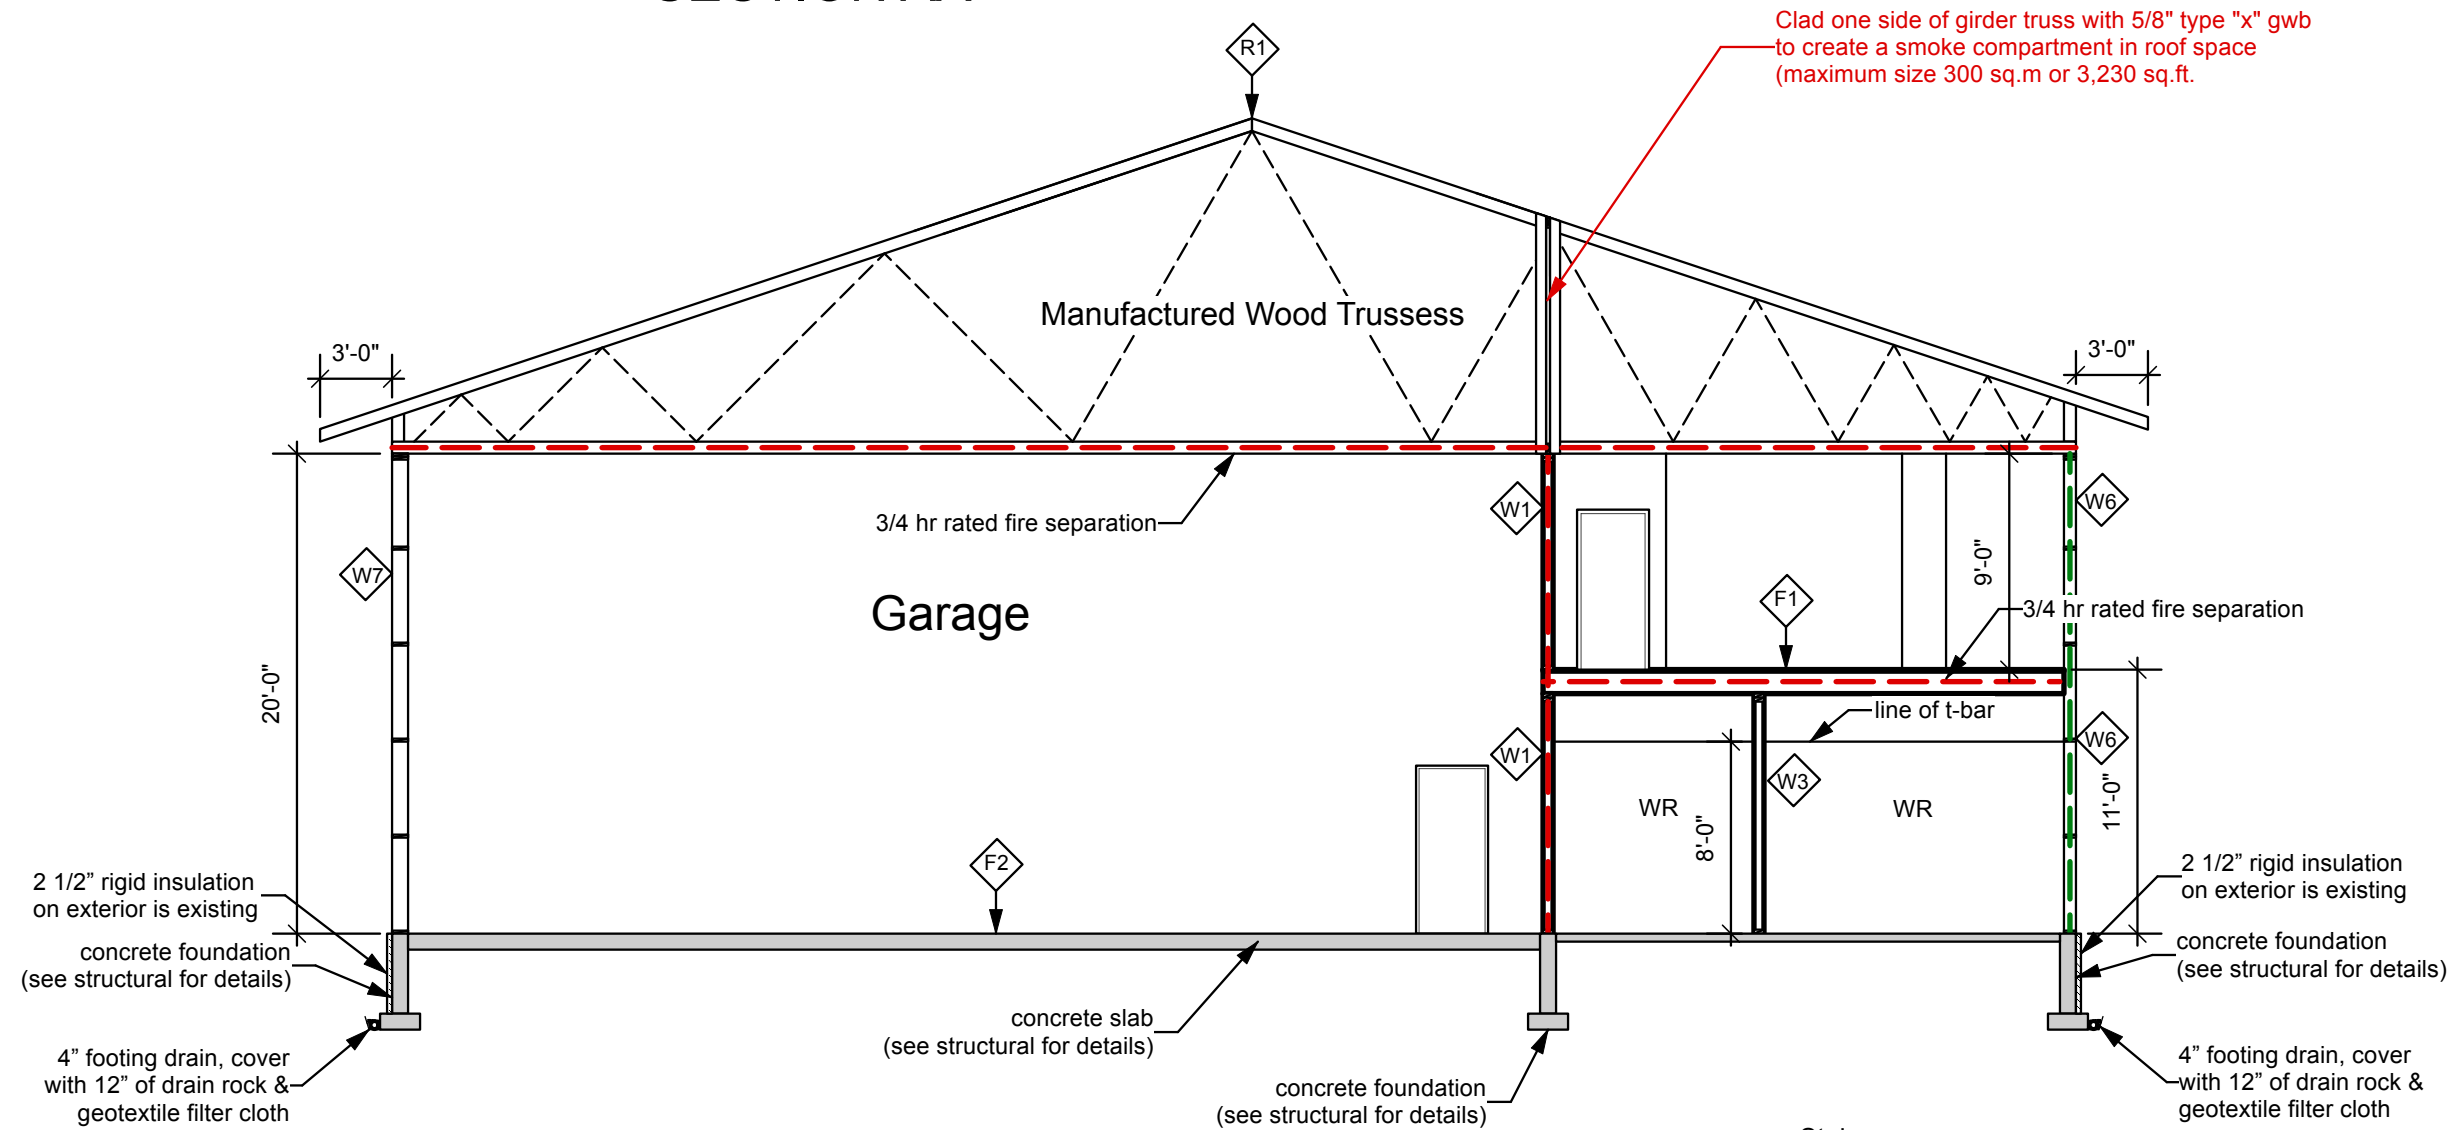 R1
Clad one side of girder truss with 5/8" type "x" gwb
to create a smoke compartment in roof space
(maximum size 300 sq.m or 3,230 sq.ft.
Manufactured Wood Trussess
3'-0"
3'-0"
W1
W6
3/4 hr rated fire separation
9'-0"
W7
F1
3/4 hr rated fire separation
Garage
20'-0"
line of t-bar
W1
W6
W3
WR
WR
11'-0"
8'-0"
F2
2 1/2” rigid insulation
on exterior is existing
2 1/2” rigid insulation
on exterior is existing
concrete foundation
(see structural for details)
concrete foundation
(see structural for details)
concrete slab
(see structural for details)
4” footing drain, cover
with 12” of drain rock &
geotextile filter cloth
4” footing drain, cover
with 12” of drain rock &
geotextile filter cloth
concrete foundation
(see structural for details)